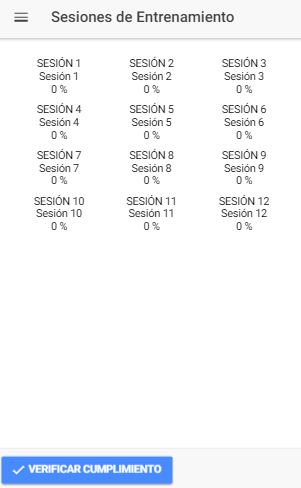 Sesiones de Entrenamiento
SESIÓN 1 SESIÓN 2 SESIÓN 3
Sesión 1 Sesión 2 Sesión 3
0 % 0 % 0 %
SESIÓN 4 SESIÓN 5 SESIÓN 6
Sesión 4 Sesión 5 Sesión 6
0 % 0 % 0 %
SESIÓN 7 SESIÓN 8 SESIÓN 9
Sesión 7 Sesión 8 Sesión 9
0 % 0 % 0 %
SESIÓN 10 SESIÓN 11 SESIÓN 12
Sesión 10 Sesión 11 Sesión 12
0 % 0 % 0 %
VERIFICAR CUMPLIMIENTO